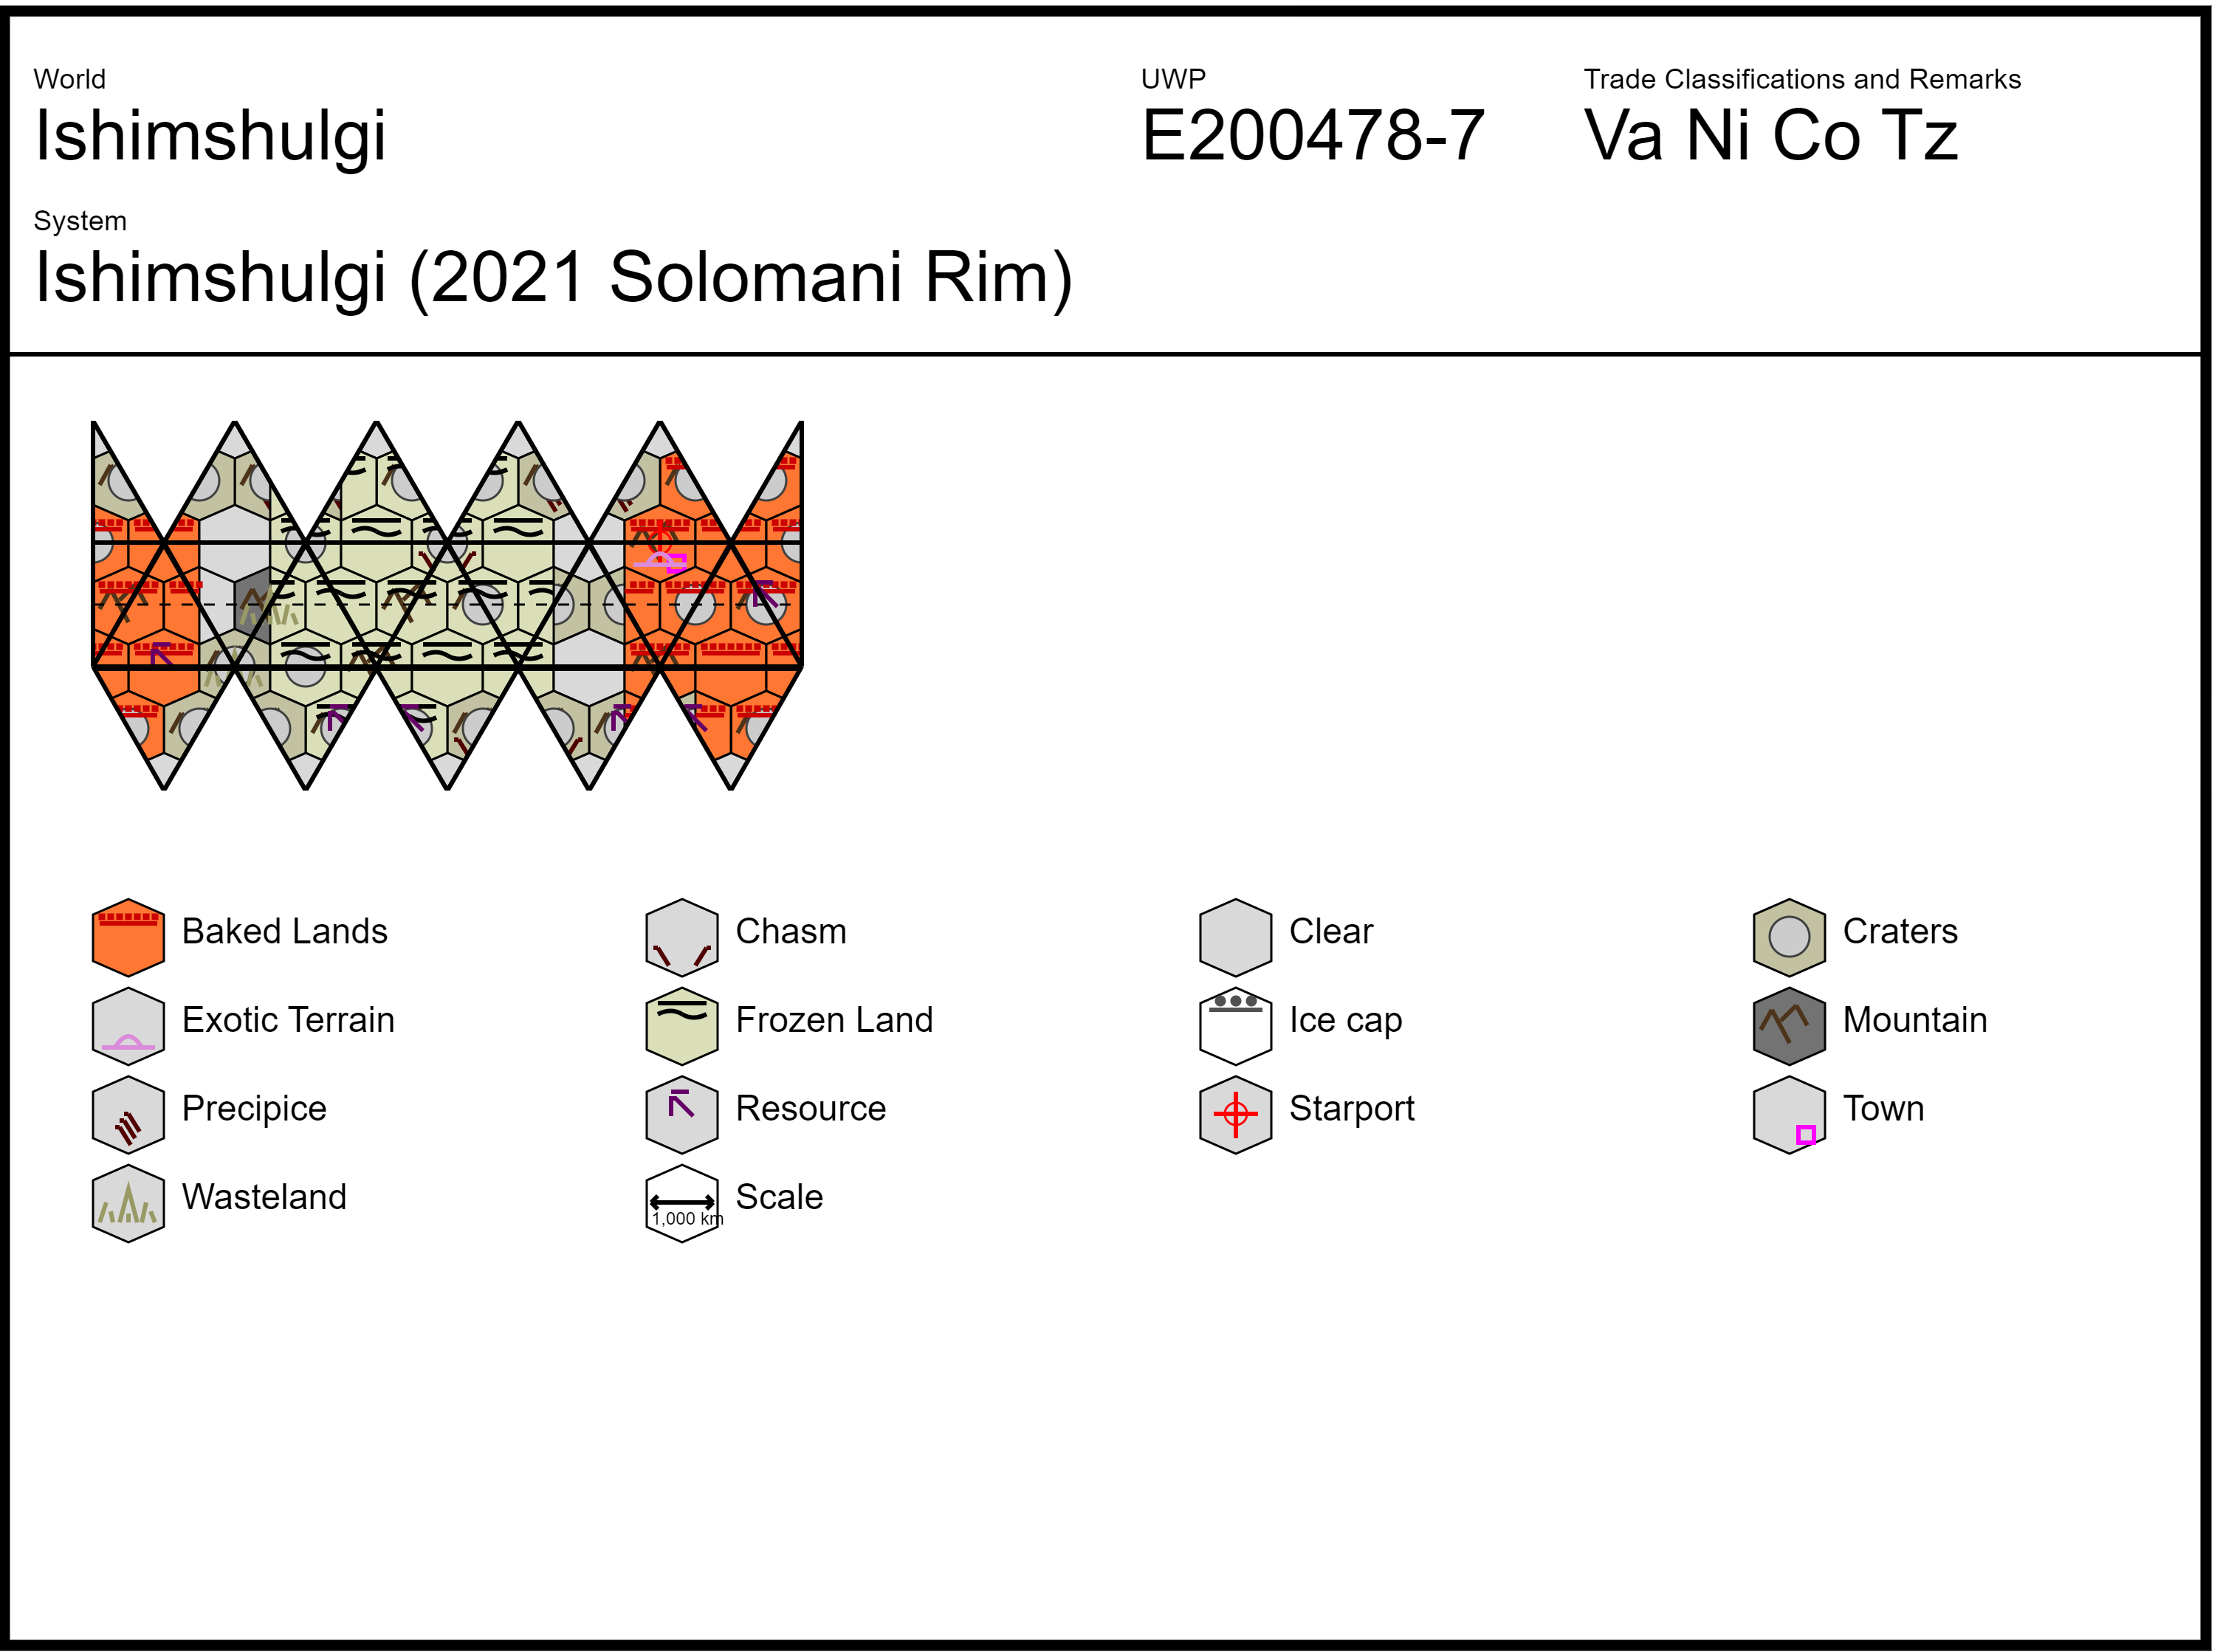 World
Ishimshulgi
UWP
E200478-7
Trade Classifications and Remarks
Va Ni Co Tz
System
Ishimshulgi (2021 Solomani Rim)
Baked Lands
Chasm
Clear
Craters
Exotic Terrain
Frozen Land
Ice cap
Mountain
Precipice
Resource
Starport
Town
Wasteland
1,000 km
Scale